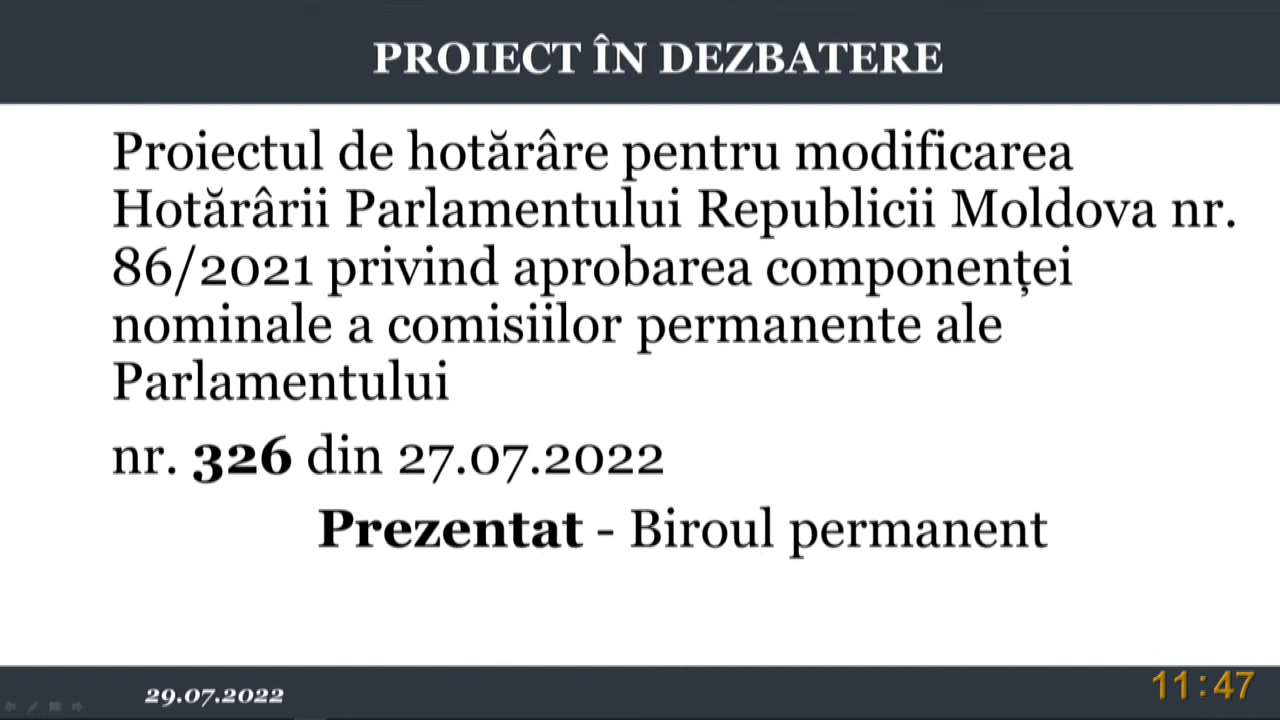 PROIECT ÎN DEZBATERE
Proiectul de hotărâre pentru modificarea
Hotărârii Parlamentului Republicii Moldova nr.
86/2021 privind aprobarea componenței
nominale a comisiilor permanente ale
Parlamentului
nr. 326 din 27.07.2022
Prezentat - Biroul permanent
29.07.2022
11:47